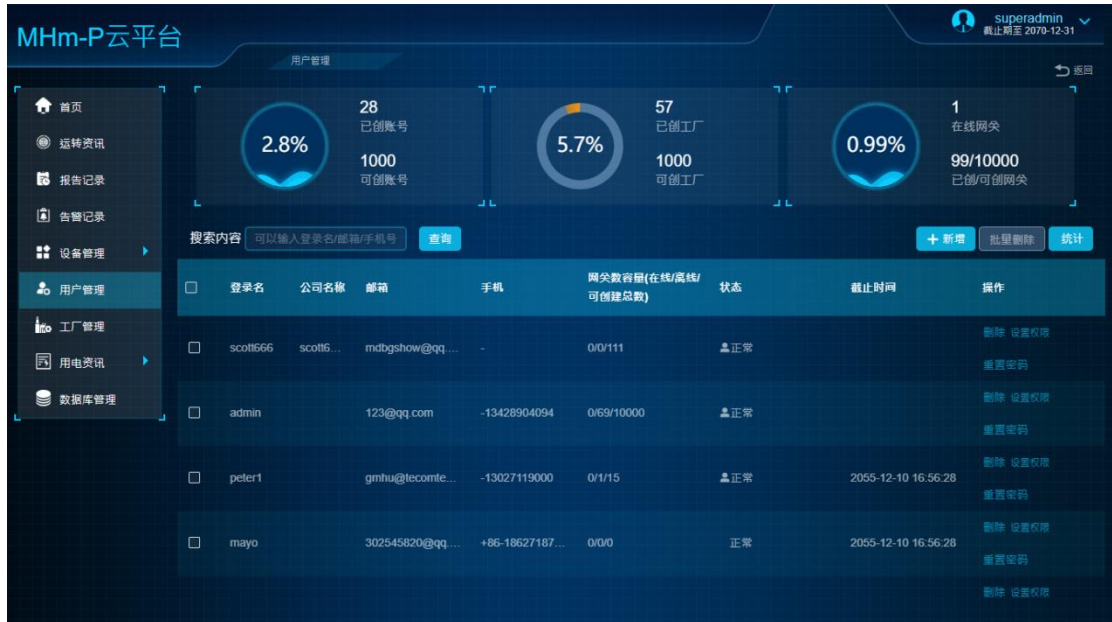 MHm-P云平台
superadmin
截止期至 2070-12-31
用户管理
返回
首页
运转资讯
报告记录
告警记录
设备管理
用户管理
工厂管理
用电资讯
数据库管理
2.8%
28
已创账号
1000
可创账号
5.7%
57
已创工厂
1000
可创工厂
0.99%
1
在线网关
99/10000
已创/可创网关
搜索内容 可以输入登录名/邮箱/手机号 查询
新增 批量删除 统计
登录名 公司名称 邮箱 手机 网关数容量(在线/离线/可创建总数) 状态 截止时间 操作
scott666 scott6... mdbgshow@qq.... - 0/0/111 正常 删除 设置权限
重置密码
admin 123@qq.com -13428904094 0/69/10000 正常 删除 设置权限
重置密码
peter1 gmhu@tecomte... -13027119000 0/1/15 正常 2055-12-10 16:56:28 删除 设置权限
重置密码
mayo 302545820@qq.... +86-18627187... 0/0/0 正常 2055-12-10 16:56:28 删除 设置权限
重置密码
删除 设置权限